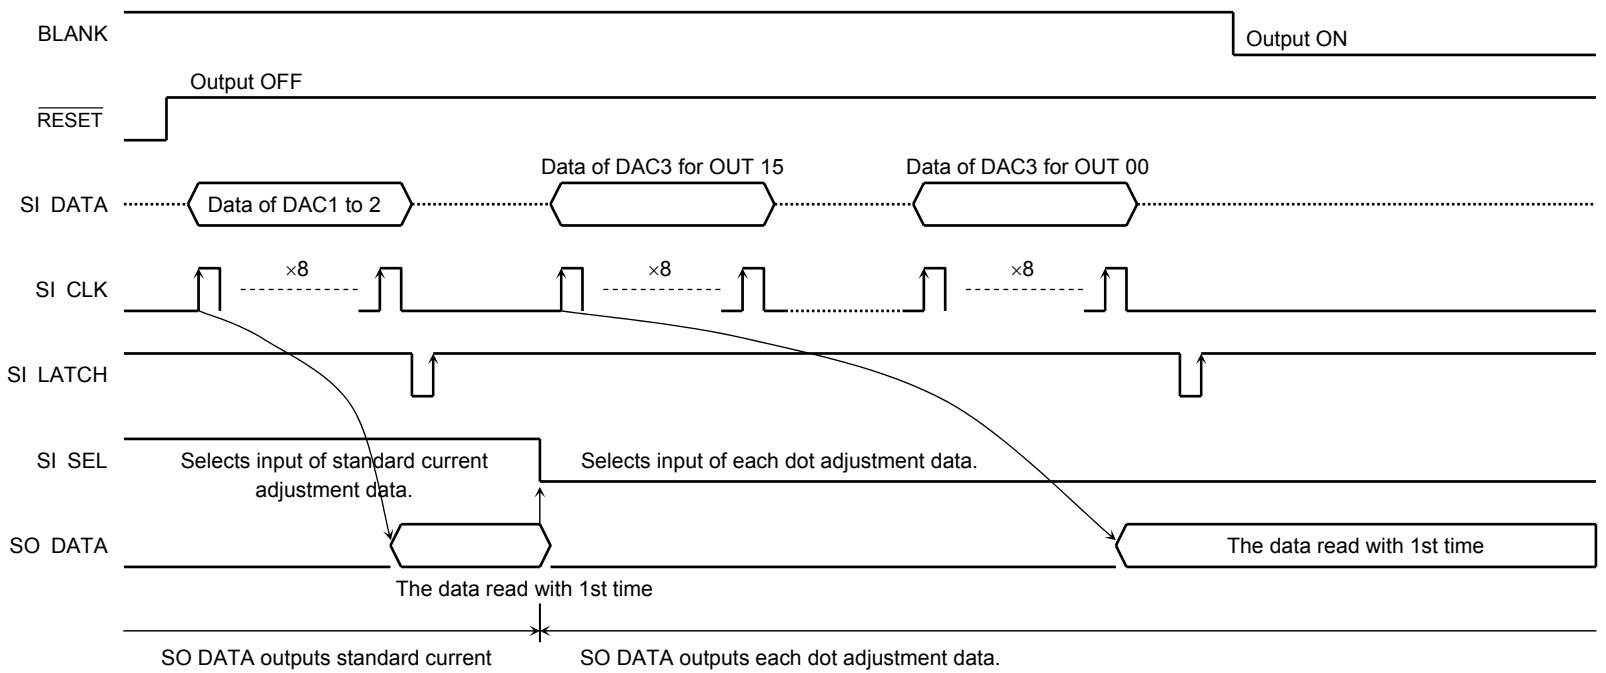 BLANK
Output ON
Output OFF
RESET
Data of DAC3 for OUT 15
Data of DAC3 for OUT 00
SI DATA
Data of DAC1 to 2
×8
×8
×8
SI CLK
SI LATCH
SI SEL
Selects input of standard current
adjustment data.
Selects input of each dot adjustment data.
SO DATA
The data read with 1st time
The data read with 1st time
SO DATA outputs standard current
SO DATA outputs each dot adjustment data.